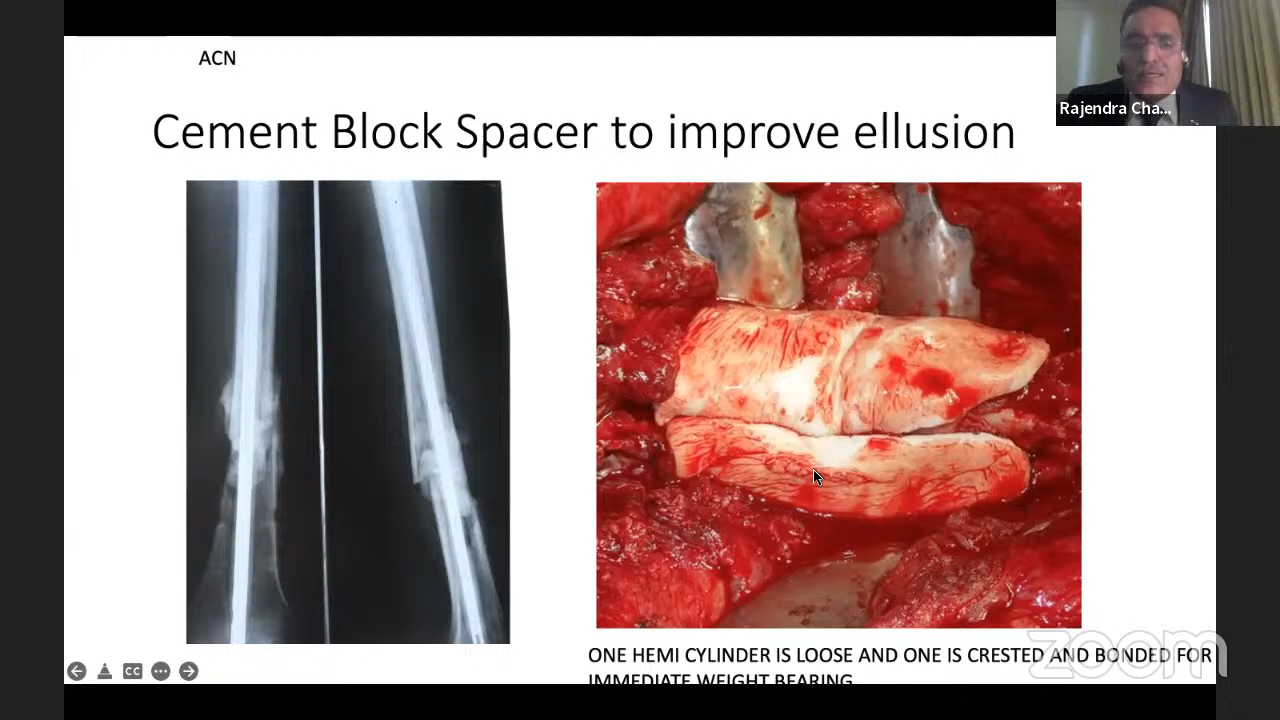 ACN
Rajendra Cha...
Cement Block Spacer to improve ellusion
ONE HEMI CYLINDER IS LOOSE AND ONE IS CRESTED AND BONDED FOR
IMMEDIATE WEIGHT BEARING
CC
zoom